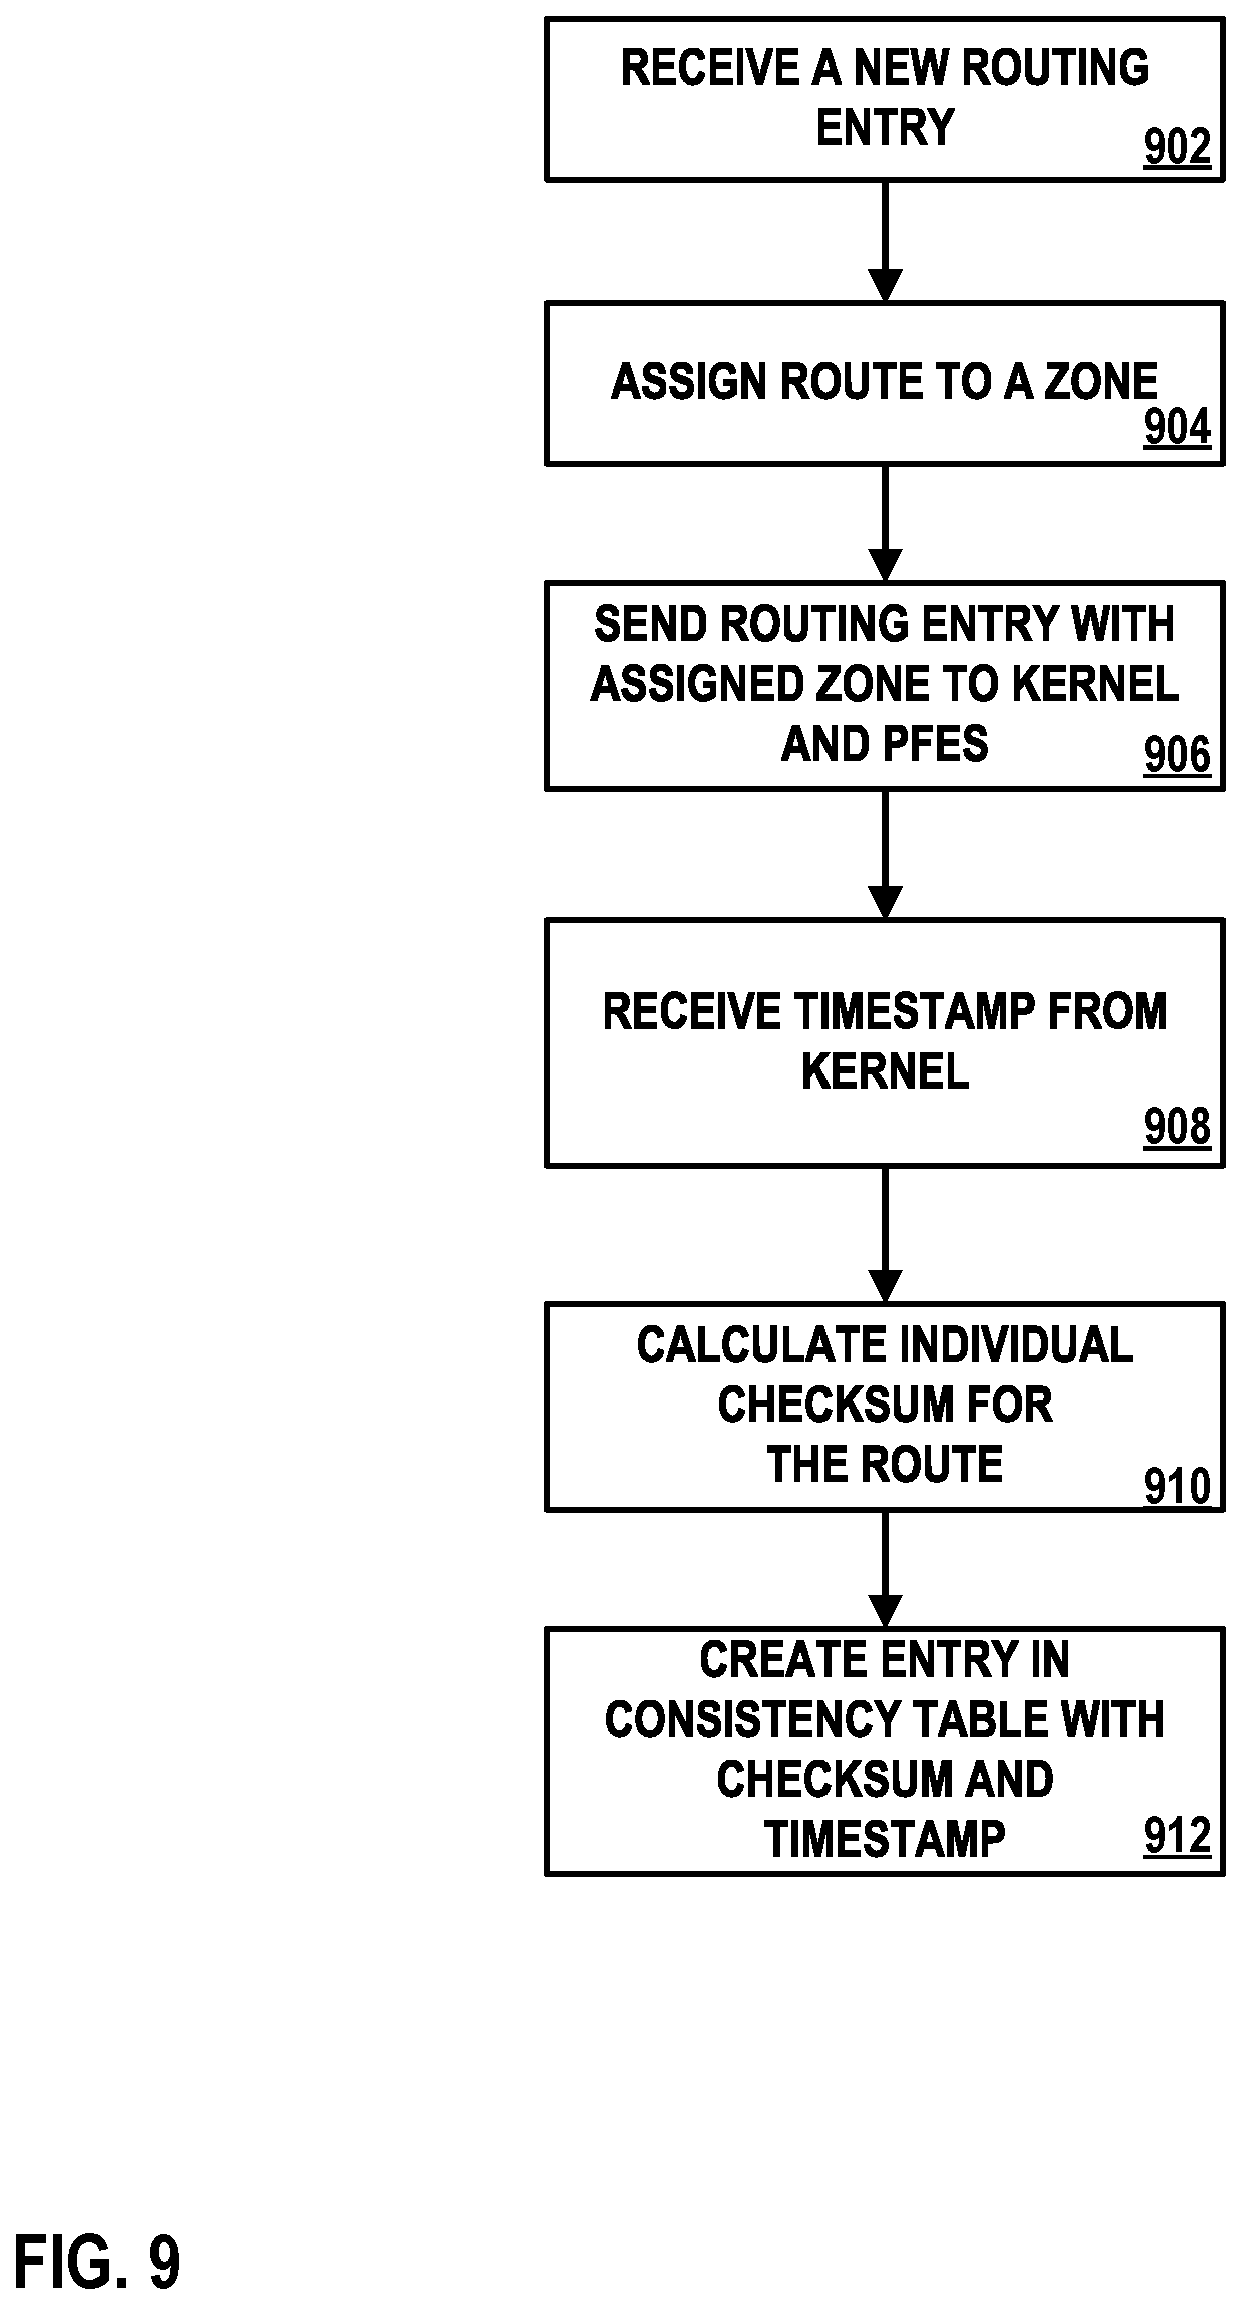 RECEIVE A NEW ROUTING
ENTRY
902
ASSIGN ROUTE TO A ZONE
904
SEND ROUTING ENTRY WITH
ASSIGNED ZONE TO KERNEL
AND PFES
906
RECEIVE TIMESTAMP FROM
KERNEL
908
CALCULATE INDIVIDUAL
CHECKSUM FOR
THE ROUTE
910
CREATE ENTRY IN
CONSISTENCY TABLE WITH
CHECKSUM AND
TIMESTAMP
912
FIG. 9